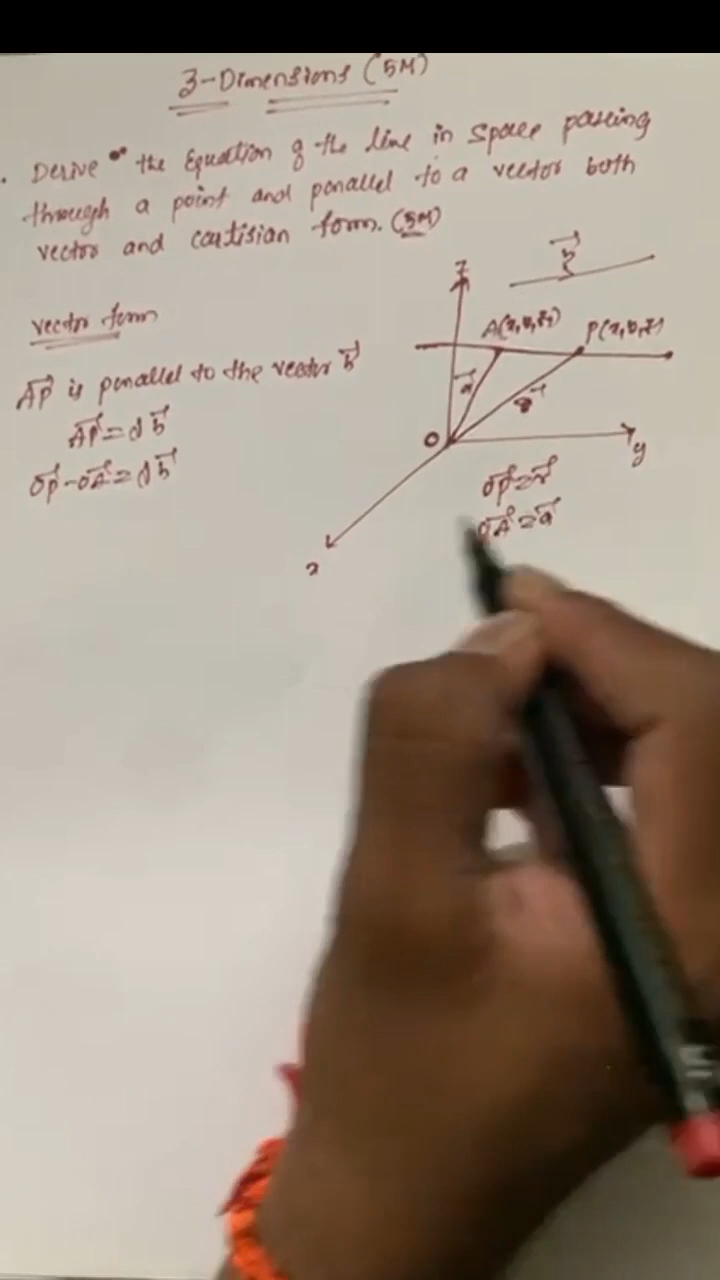 3-Dimensions (5M)
. Derive the Equation of the line in space passing
through a point and parallel to a vector both
vector and cartisian form. (5M)
vector form
AP⃗ is parallel to the vector b⃗
AP⃗ = λ b⃗
OP⃗ - OA⃗ = λ b⃗
b⃗
z
A(x₁,y₁,z₁) P(x,y,z)
a⃗
r⃗
O
y
x
OP⃗ = r⃗
OA⃗ = a⃗